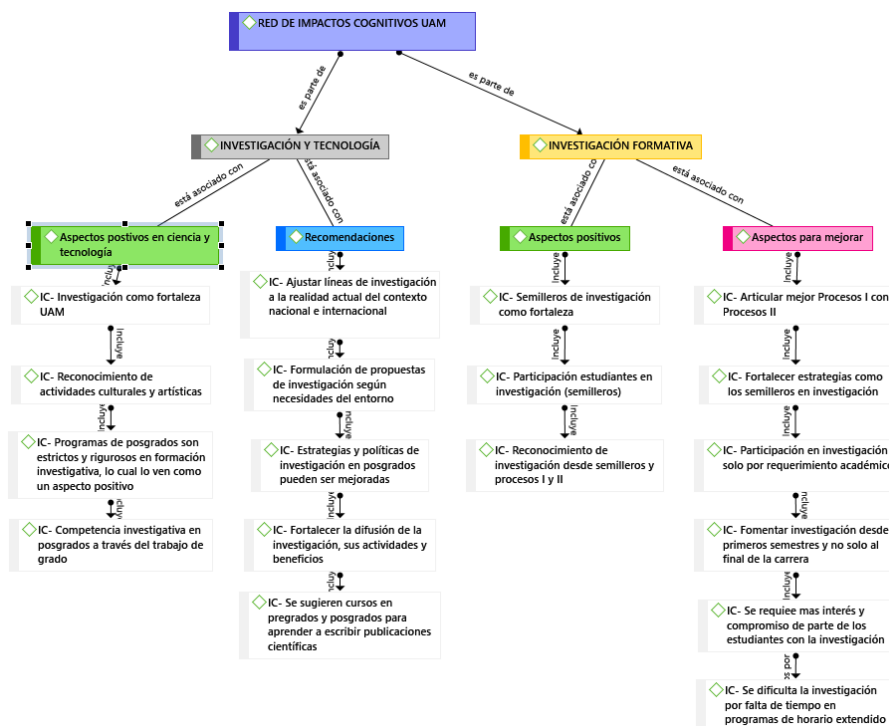 RED DE IMPACTOS COGNITIVOS UAM
es parte de
es parte de
INVESTIGACIÓN Y TECNOLOGÍA
INVESTIGACIÓN FORMATIVA
está asociado con
está asociado con
está asociado co
está asociado con
Aspectos postivos en ciencia y
tecnología
Recomendaciones
Aspectos positivos
Aspectos para mejorar
Incluy
Incluye
Incluye
Incluye
IC- Investigación como fortaleza
UAM
Incluye
IC- Reconocimiento de
actividades culturales y artísticas
Incluye
IC- Programas de posgrados son
estrictos y rigurosos en formación
investigativa, lo cual lo ven como
un aspecto positivo
ncluy
IC- Competencia investigativa en
posgrados a través del trabajo de
grado
IC- Ajustar líneas de investigación
a la realidad actual del contexto
nacional e internacional
Incluy
IC- Formulación de propuestas
de investigación según
necesidades del entorno
ncluye
IC- Estrategias y políticas de
investigación en posgrados
pueden ser mejoradas
Incluye
IC- Fortalecer la difusión de la
investigación, sus actividades y
beneficios
Incluy
IC- Se sugieren cursos en
pregrados y posgrados para
aprender a escribir publicaciones
científicas
IC- Semilleros de investigación
como fortaleza
Incluye
IC- Participación estudiantes en
investigación (semilleros)
Incluye
IC- Reconocimiento de
investigación desde semilleros y
procesos I y II
IC- Articular mejor Procesos I con
Procesos II
Incluye
IC- Fortalecer estrategias como
los semilleros en investigación
Incluye
IC- Participación en investigación
solo por requerimiento académico
ncluye
IC- Fomentar investigación desde
primeros semestres y no solo al
final de la carrera
Incluye
IC- Se requiee mas interés y
compromiso de parte de los
estudiantes con la investigación
os por
IC- Se dificulta la investigación
por falta de tiempo en
programas de horario extendido